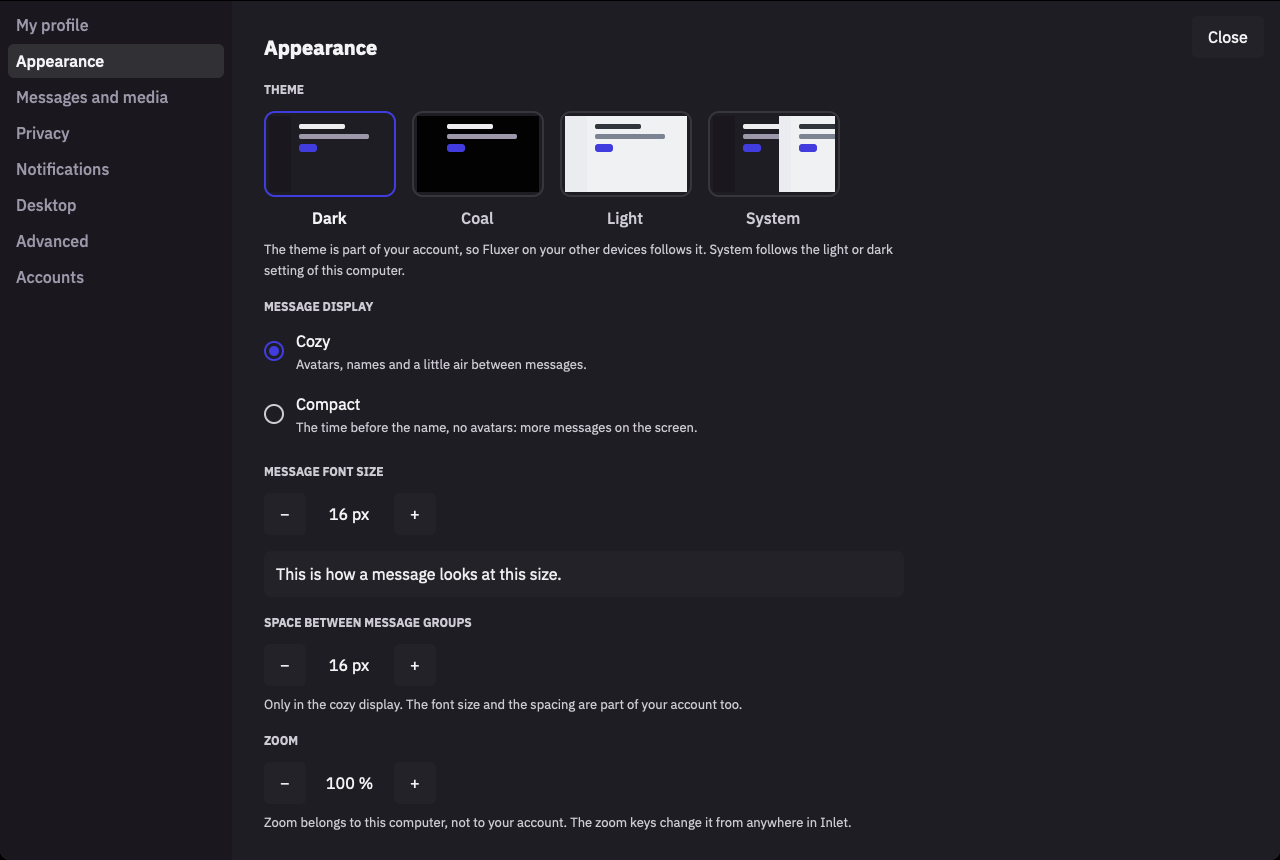 My profile
Appearance
Messages and media
Privacy
Notifications
Desktop
Advanced
Accounts
Close
Appearance
THEME
Dark
Coal
Light
System
The theme is part of your account, so Fluxer on your other devices follows it. System follows the light or dark
setting of this computer.
MESSAGE DISPLAY
Cozy
Avatars, names and a little air between messages.
Compact
The time before the name, no avatars: more messages on the screen.
MESSAGE FONT SIZE
− 16 px +
This is how a message looks at this size.
SPACE BETWEEN MESSAGE GROUPS
− 16 px +
Only in the cozy display. The font size and the spacing are part of your account too.
ZOOM
− 100 % +
Zoom belongs to this computer, not to your account. The zoom keys change it from anywhere in Inlet.